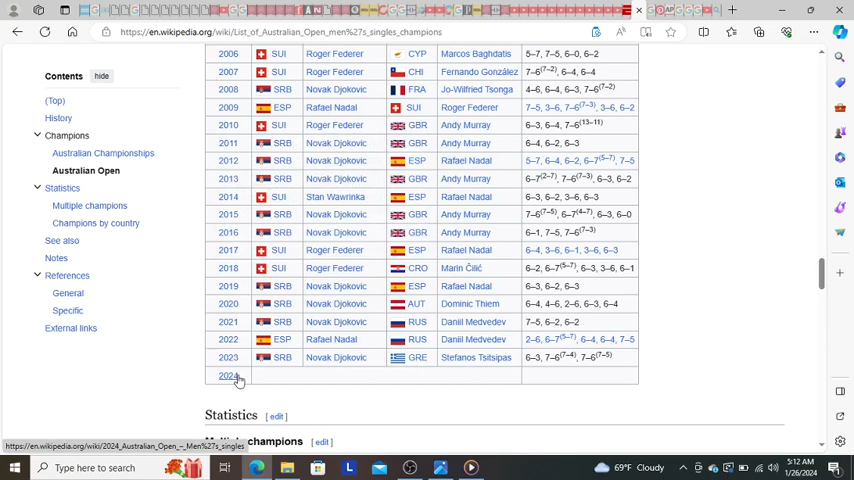 https://en.wikipedia.org/wiki/List_of_Australian_Open_men%27s_singles_champions
Contents hide
(Top)
History
Champions
Australian Championships
Australian Open
Statistics
Multiple champions
Champions by country
See also
Notes
References
General
Specific
External links
2006 SUI Roger Federer CYP Marcos Baghdatis 5–7, 7–5, 6–0, 6–2
2007 SUI Roger Federer CHI Fernando González 7–6(7–2), 6–4, 6–4
2008 SRB Novak Djokovic FRA Jo-Wilfried Tsonga 4–6, 6–4, 6–3, 7–6(7–2)
2009 ESP Rafael Nadal SUI Roger Federer 7–5, 3–6, 7–6(7–3), 3–6, 6–2
2010 SUI Roger Federer GBR Andy Murray 6–3, 6–4, 7–6(13–11)
2011 SRB Novak Djokovic GBR Andy Murray 6–4, 6–2, 6–3
2012 SRB Novak Djokovic ESP Rafael Nadal 5–7, 6–4, 6–2, 6–7(5–7), 7–5
2013 SRB Novak Djokovic GBR Andy Murray 6–7(2–7), 7–6(7–3), 6–3, 6–2
2014 SUI Stan Wawrinka ESP Rafael Nadal 6–3, 6–2, 3–6, 6–3
2015 SRB Novak Djokovic GBR Andy Murray 7–6(7–5), 6–7(4–7), 6–3, 6–0
2016 SRB Novak Djokovic GBR Andy Murray 6–1, 7–5, 7–6(7–3)
2017 SUI Roger Federer ESP Rafael Nadal 6–4, 3–6, 6–1, 3–6, 6–3
2018 SUI Roger Federer CRO Marin Čilić 6–2, 6–7(5–7), 6–3, 3–6, 6–1
2019 SRB Novak Djokovic ESP Rafael Nadal 6–3, 6–2, 6–3
2020 SRB Novak Djokovic AUT Dominic Thiem 6–4, 4–6, 2–6, 6–3, 6–4
2021 SRB Novak Djokovic RUS Daniil Medvedev 7–5, 6–2, 6–2
2022 ESP Rafael Nadal RUS Daniil Medvedev 2–6, 6–7(5–7), 6–4, 6–4, 7–5
2023 SRB Novak Djokovic GRE Stefanos Tsitsipas 6–3, 7–6(7–4), 7–6(7–5)
2024
Statistics [ edit ]
champions [ edit ]
https://en.wikipedia.org/wiki/2024_Australian_Open_–_Men%27s_singles
Type here to search
69°F Cloudy
5:12 AM
1/26/2024